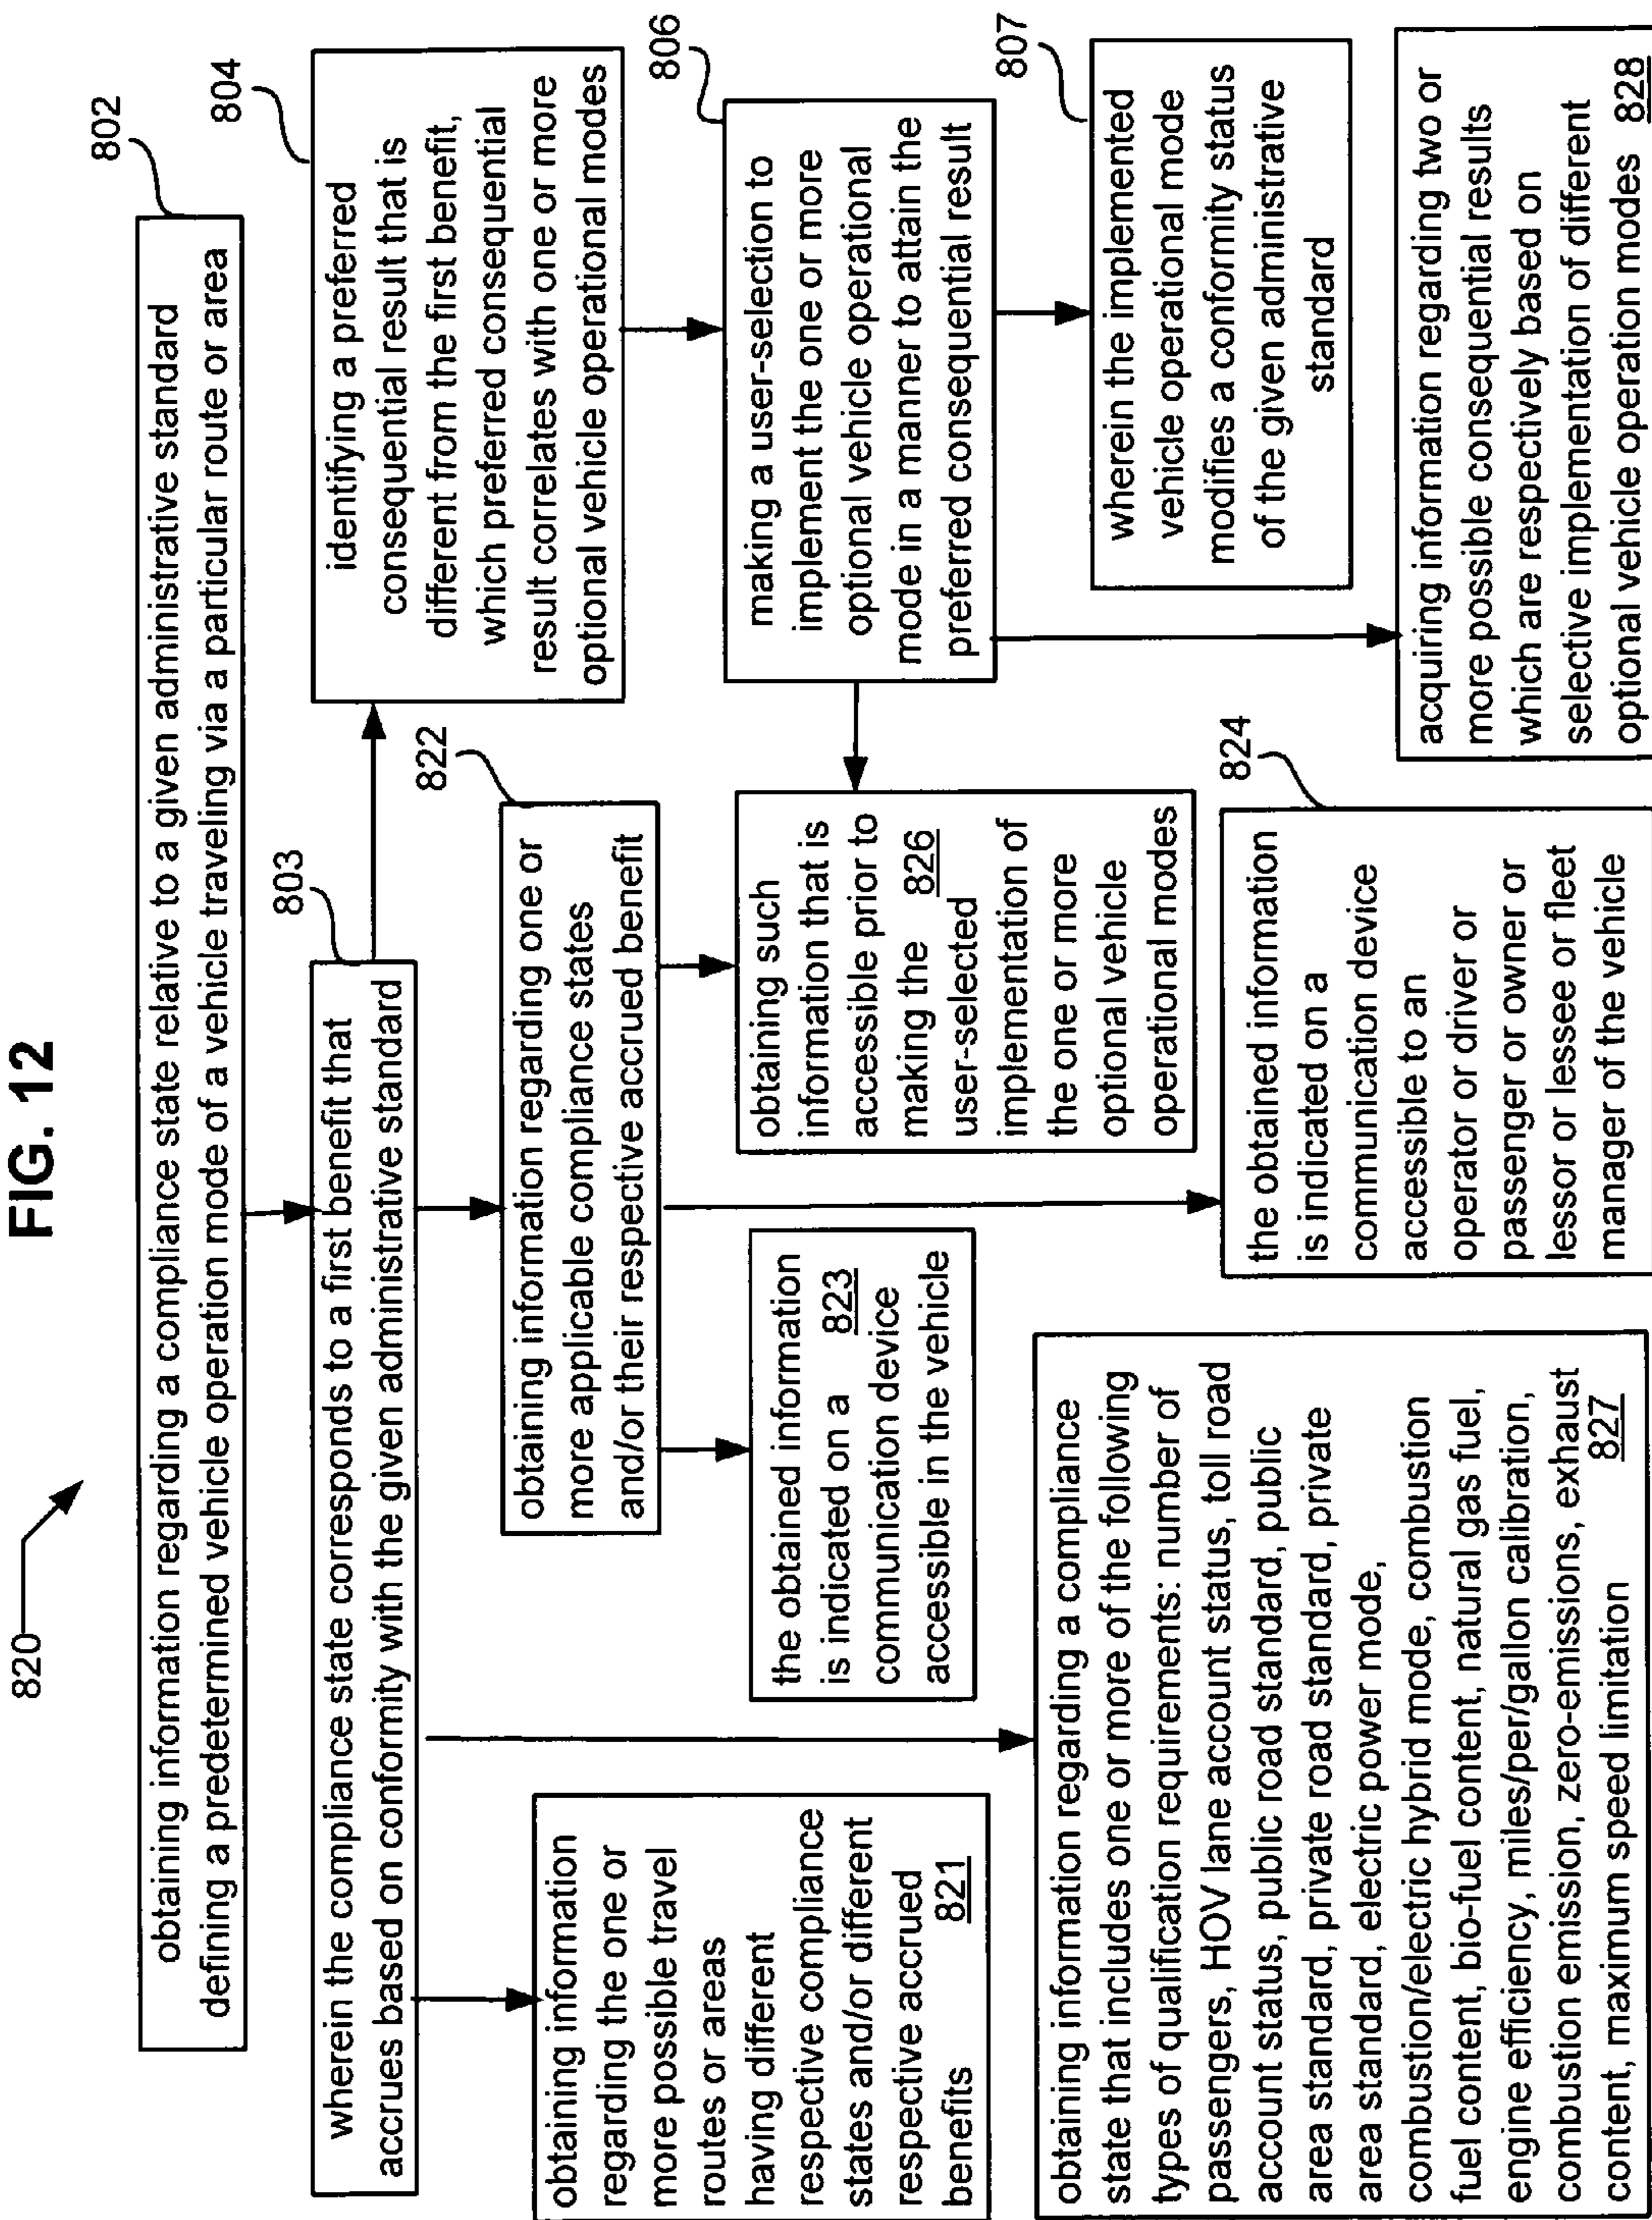 FIG. 12
820
802
obtaining information regarding a compliance state relative to a given administrative standard
defining a predetermined vehicle operation mode of a vehicle traveling via a particular route or area
803
wherein the compliance state corresponds to a first benefit that
accrues based on conformity with the given administrative standard
804
identifying a preferred
consequential result that is
different from the first benefit,
which preferred consequential
result correlates with one or more
optional vehicle operational modes
822
obtaining information regarding one or
more applicable compliance states
and/or their respective accrued benefit
806
making a user-selection to
implement the one or more
optional vehicle operational
mode in a manner to attain the
preferred consequential result
821
obtaining information
regarding the one or
more possible travel
routes or areas
having different
respective compliance
states and/or different
respective accrued
benefits
the obtained information
is indicated on a 823
communication device
accessible in the vehicle
obtaining such
information that is
accessible prior to
making the 826
user-selected
implementation of
the one or more
optional vehicle
operational modes
807
wherein the implemented
vehicle operational mode
modifies a conformity status
of the given administrative
standard
obtaining information regarding a compliance
state that includes one or more of the following
types of qualification requirements: number of
passengers, HOV lane account status, toll road
account status, public road standard, public
area standard, private road standard, private
area standard, electric power mode,
combustion/electric hybrid mode, combustion
fuel content, bio-fuel content, natural gas fuel,
engine efficiency, miles/per/gallon calibration,
combustion emission, zero-emissions, exhaust
content, maximum speed limitation 827
824
the obtained information
is indicated on a
communication device
accessible to an
operator or driver or
passenger or owner or
lessor or lessee or fleet
manager of the vehicle
acquiring information regarding two or
more possible consequential results
which are respectively based on
selective implementation of different
optional vehicle operation modes 828